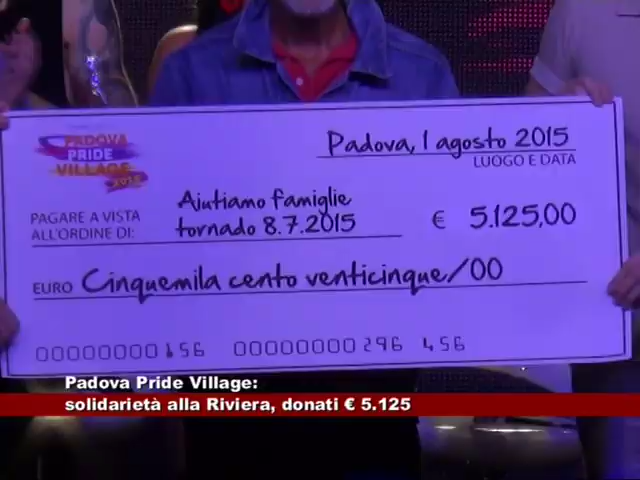 PADOVA
PRIDE
VILLAGE
2015
Padova, 1 agosto 2015
LUOGO E DATA
PAGARE A VISTA
ALL'ORDINE DI:
Aiutiamo famiglie
tornado 8.7.2015
€ 5.125,00
EURO Cinquemila cento venticinque/00
00000000156 00000000296 456
Padova Pride Village:
solidarietà alla Riviera, donati € 5.125